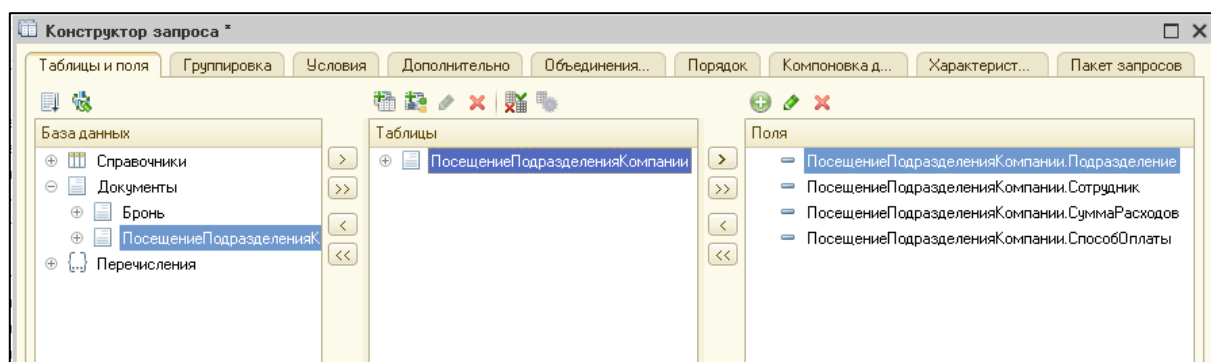 Конструктор запроса *
Таблицы и поля Группировка Условия Дополнительно Объединения... Порядок Компоновка д... Характерист... Пакет запросов
База данных Таблицы Поля
Справочники ПосещениеПодразделенияКомпании > ПосещениеПодразделенияКомпании.Подразделение
Документы >> ПосещениеПодразделенияКомпании.Сотрудник
Бронь < ПосещениеПодразделенияКомпании.СуммаРасходов
ПосещениеПодразделенияК << ПосещениеПодразделенияКомпании.СпособОплаты
Перечисления